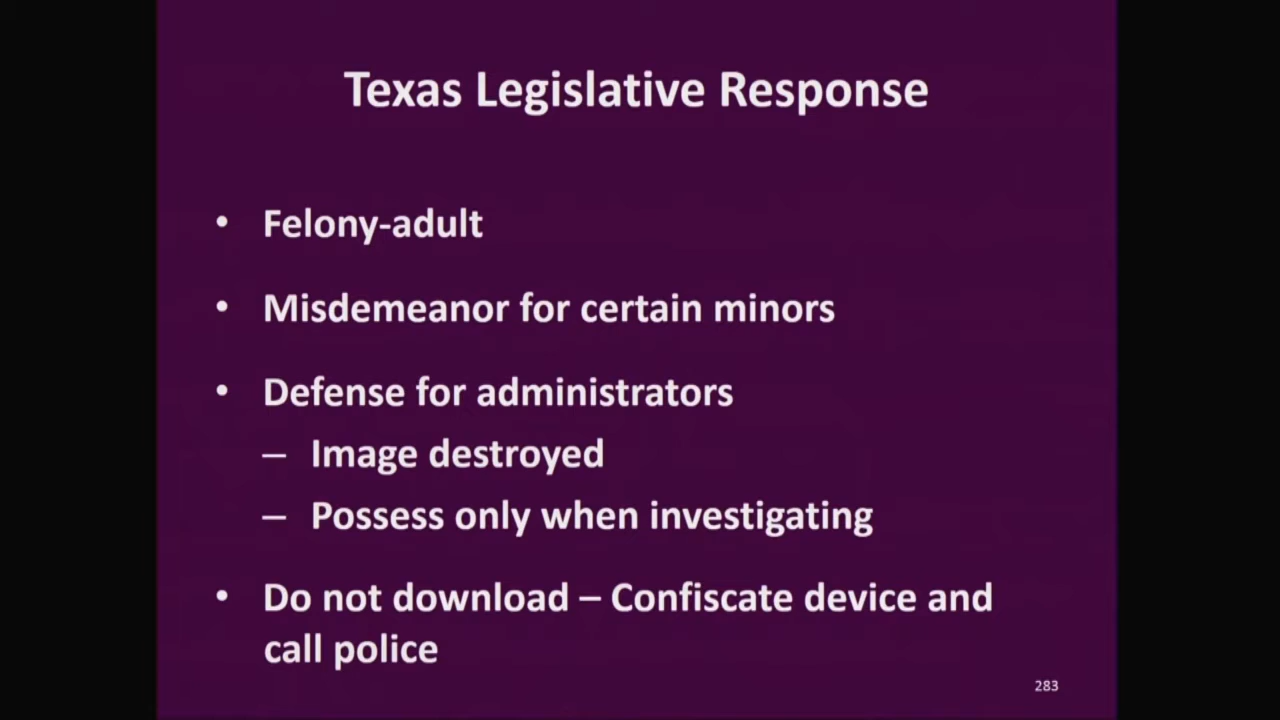 Texas Legislative Response
• Felony-adult
• Misdemeanor for certain minors
• Defense for administrators
– Image destroyed
– Possess only when investigating
• Do not download – Confiscate device and
call police
283